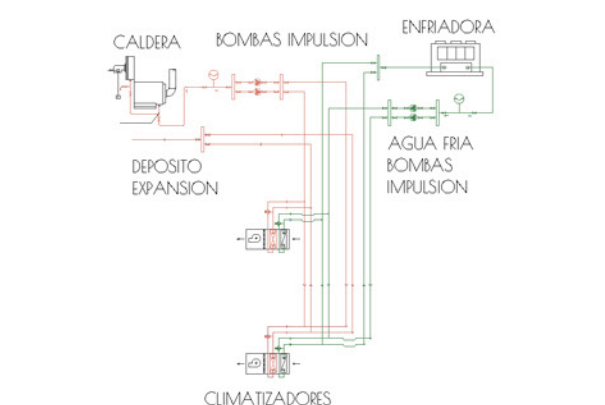 CALDERA
BOMBAS IMPULSION
ENFRIADORA
DEPOSITO
EXPANSION
AGUA FRIA
BOMBAS
IMPULSION
CLIMATIZADORES